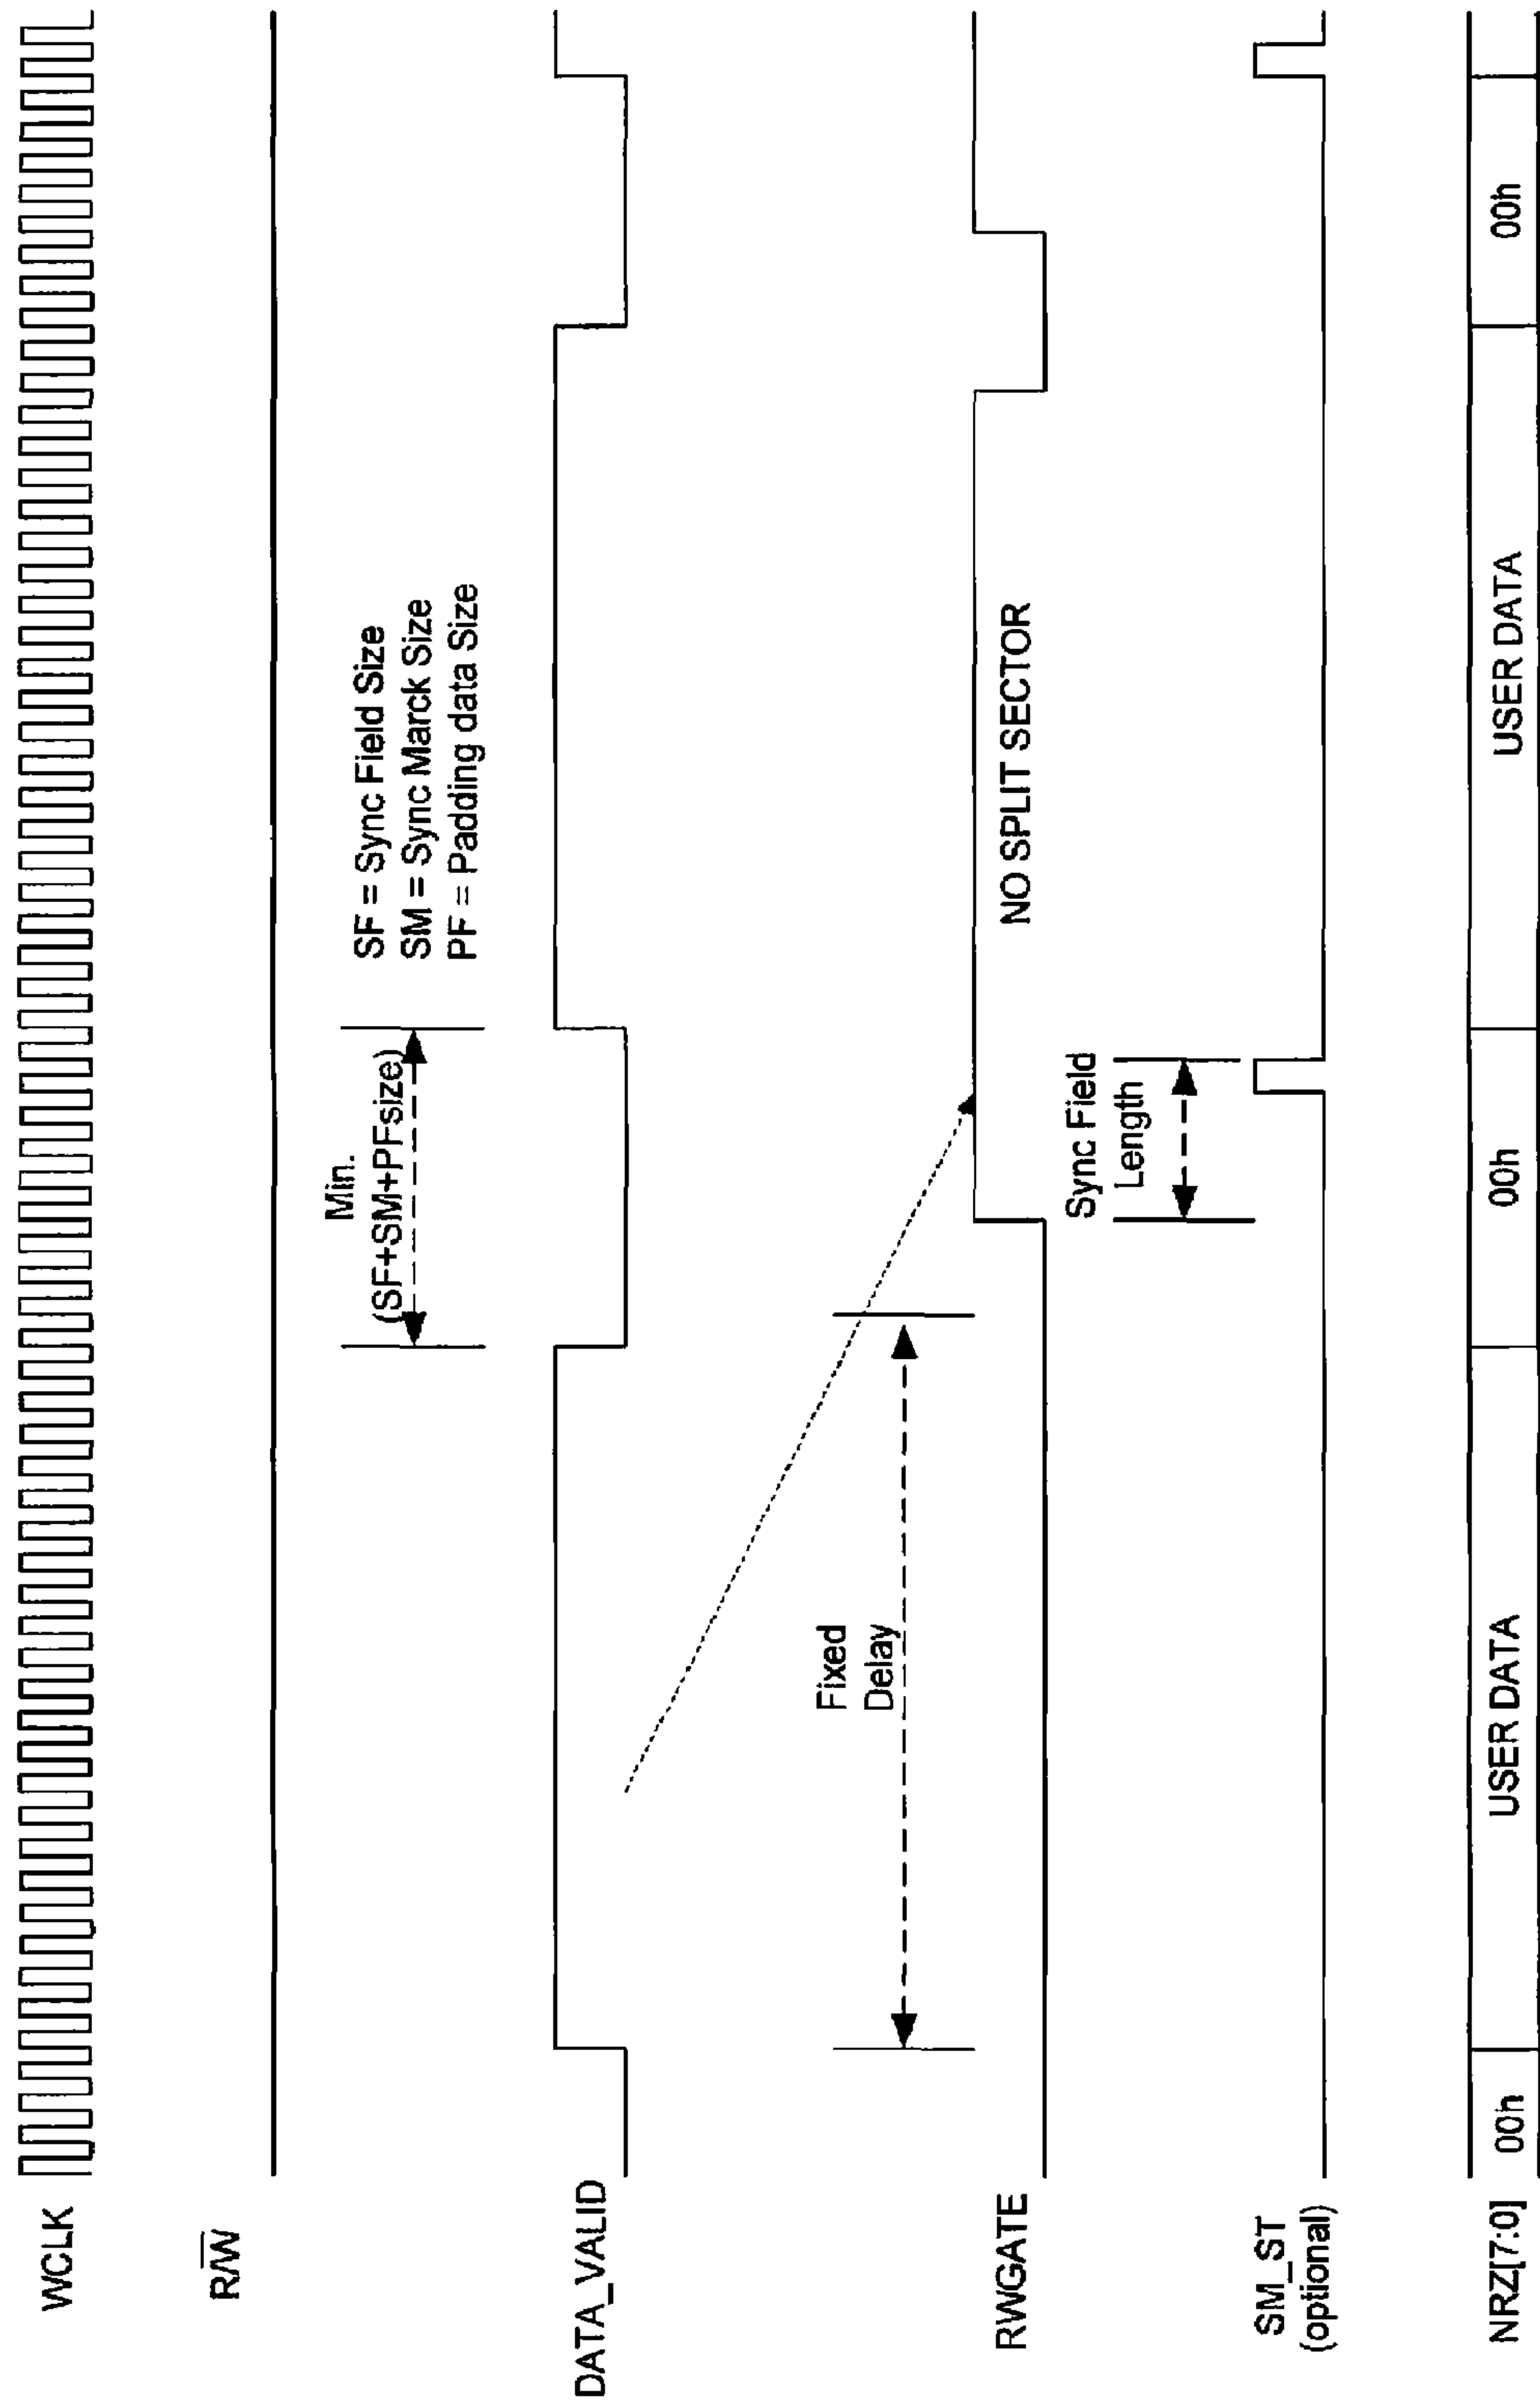 WCLK
R/W
Min.
(SF+SM+PFsize)
SF = Sync Field Size
SM = Sync Marck Size
PF = Padding data Size
DATA_VALID
Fixed
Delay
RWGATE
NO SPLIT SECTOR
Sync Field
Length
SM_ST
(optional)
NRZ[7:0]
00h
USER DATA
00h
USER DATA
00h